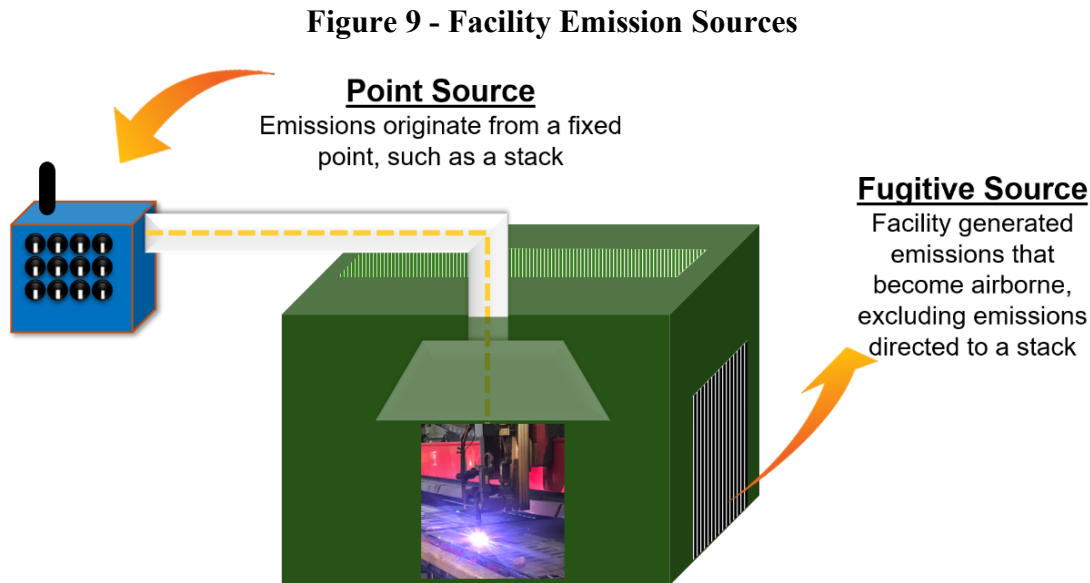 Figure 9 - Facility Emission Sources
Point Source
Emissions originate from a fixed
point, such as a stack
Fugitive Source
Facility generated
emissions that
become airborne,
excluding emissions
directed to a stack